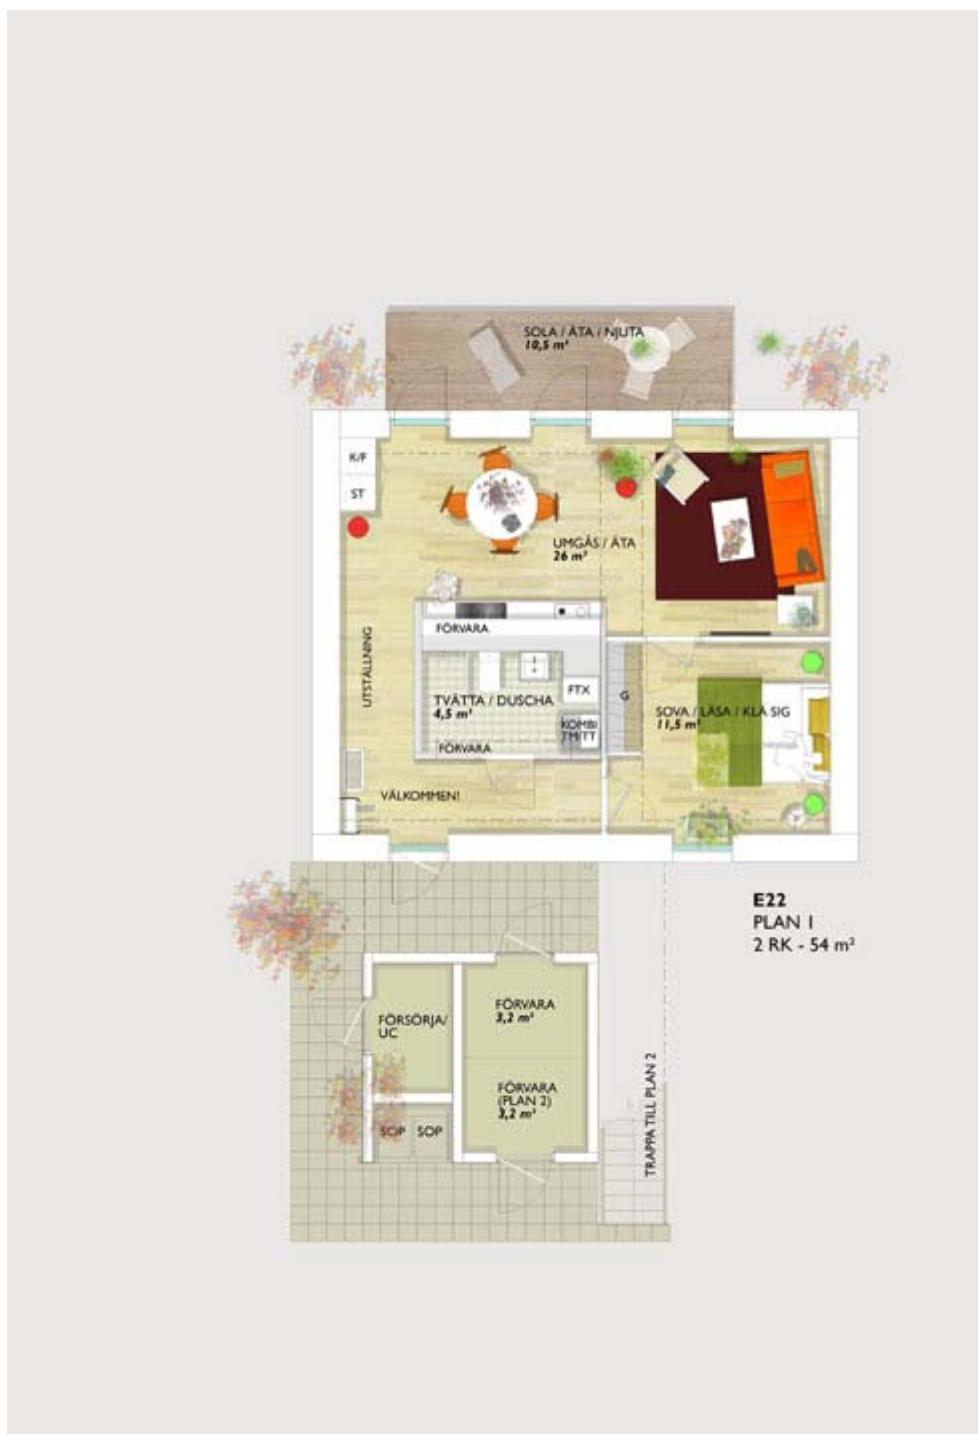 SOLA / ÄTA / NJUTA
10,5 m²
K/F
ST
UMGÅS / ÄTA
26 m²
FÖRVARA
UTSTÄLLNING
TVÄTTA / DUSCHA
4,5 m²
FTX
KOMBI
TM/TT
FÖRVARA
G
SOVA / LÄSA / KLÄ SIG
11,5 m²
VÄLKOMMEN!
E22
PLAN 1
2 RK - 54 m²
FÖRSÖRJA/
UC
FÖRVARA
3,2 m²
FÖRVARA
(PLAN 2)
3,2 m²
SOP
SOP
TRAPPA TILL PLAN 2